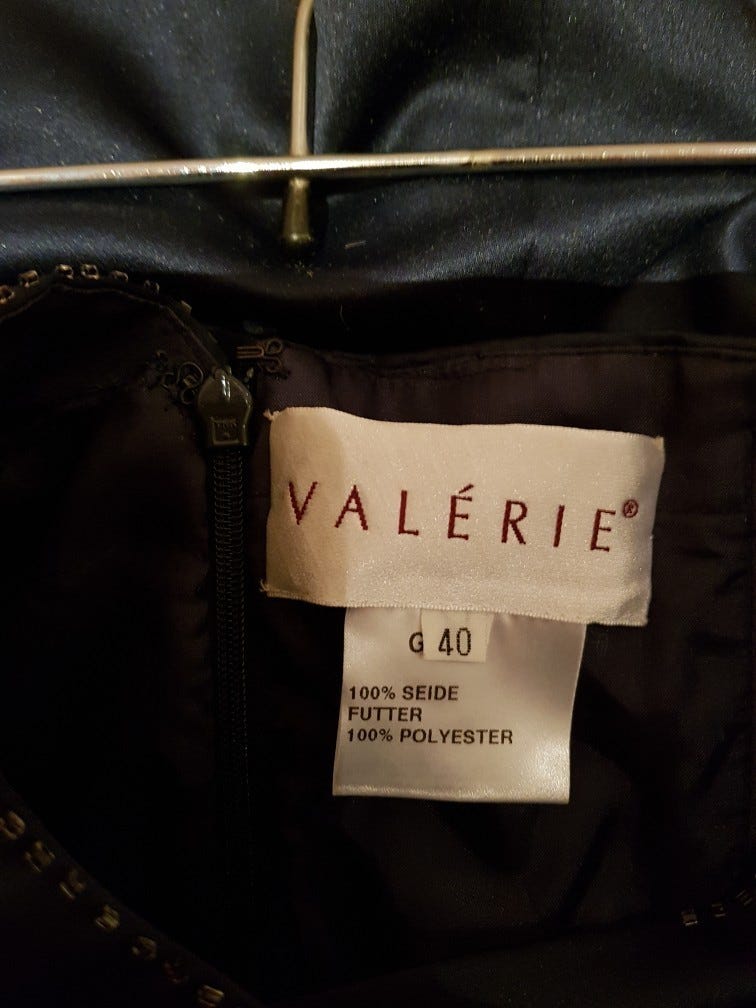 VALÉRIE®
G 40
100% SEIDE
FUTTER
100% POLYESTER